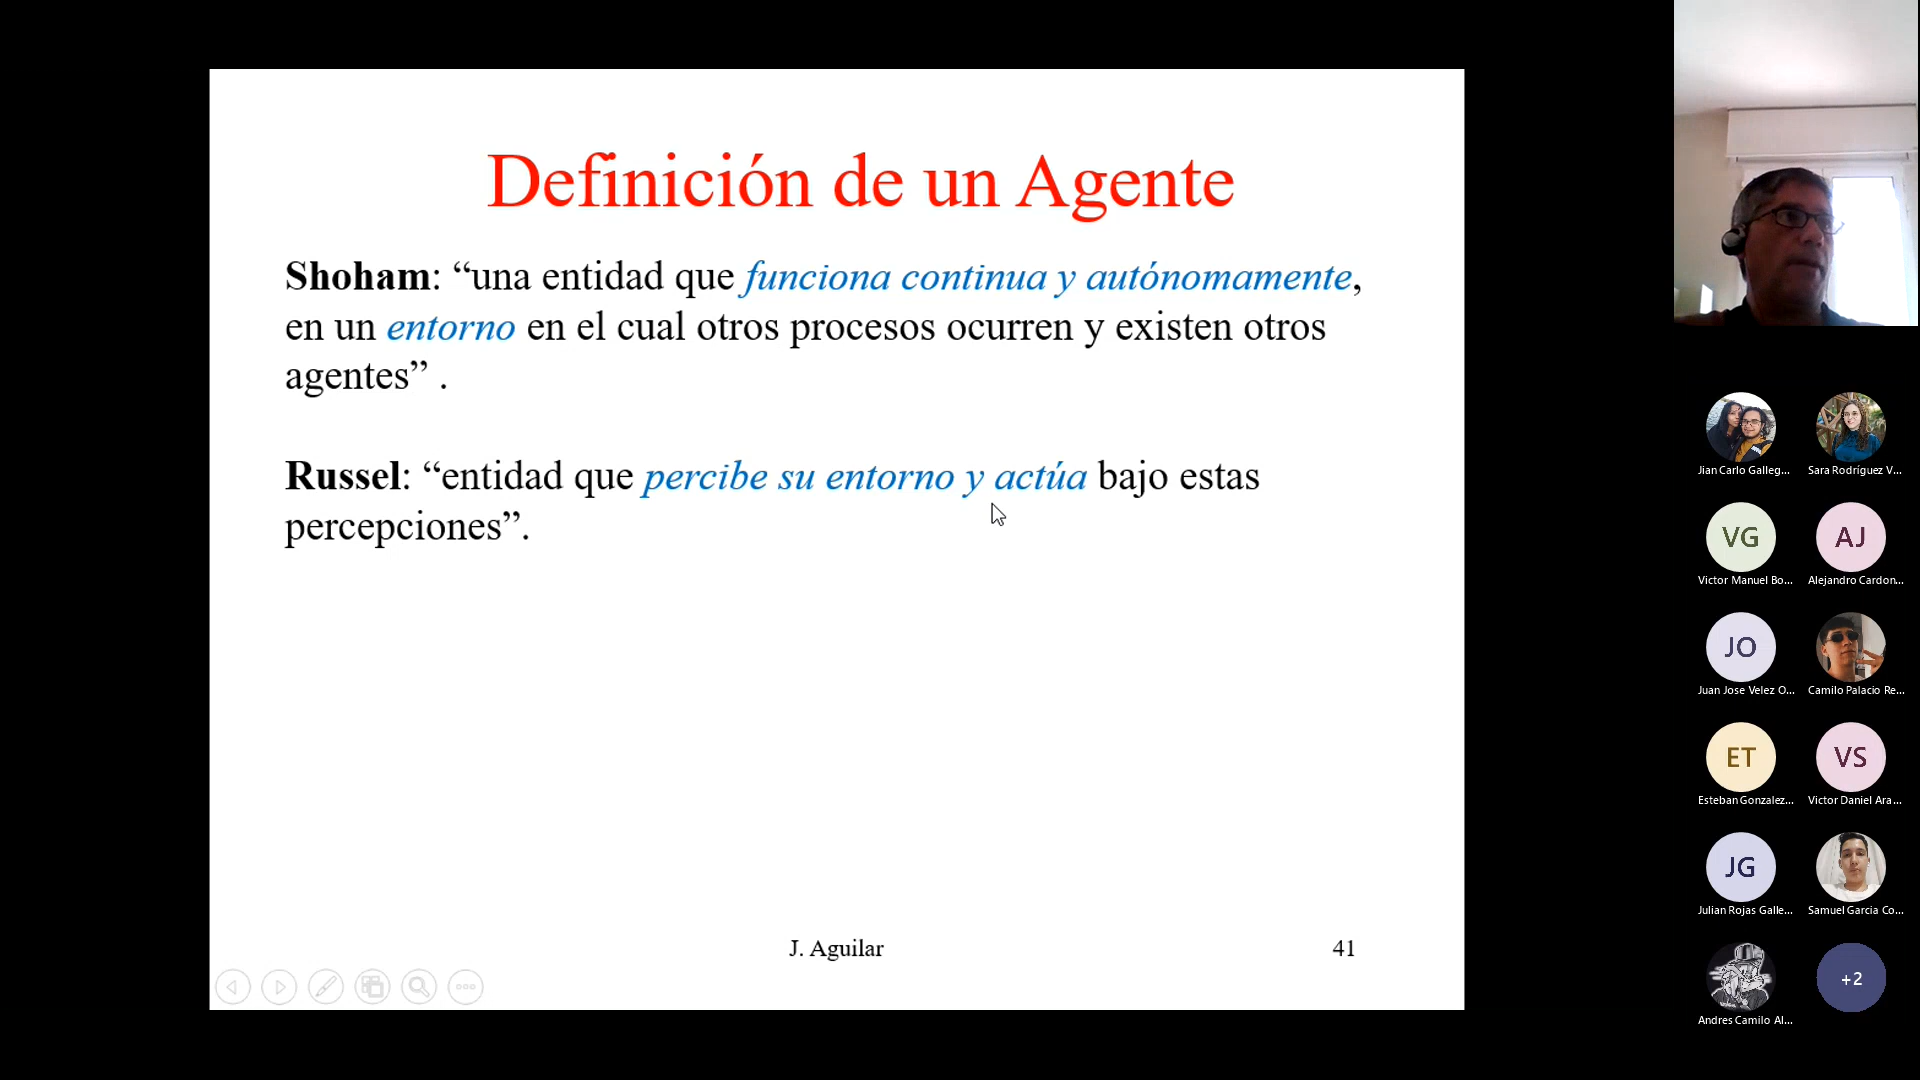 Definición de un Agente
Shoham: “una entidad que funciona continua y autónomamente,
en un entorno en el cual otros procesos ocurren y existen otros
agentes” .
Russel: “entidad que percibe su entorno y actúa bajo estas
percepciones”.
J. Aguilar
41
Jian Carlo Galleg...
Sara Rodríguez V...
VG
AJ
Victor Manuel Bo...
Alejandro Cardon...
JO
Juan Jose Velez O...
Camilo Palacio Re...
ET
VS
Esteban Gonzalez...
Victor Daniel Ara...
JG
Julian Rojas Galle...
Samuel Garcia Co...
+2
Andres Camilo Al...